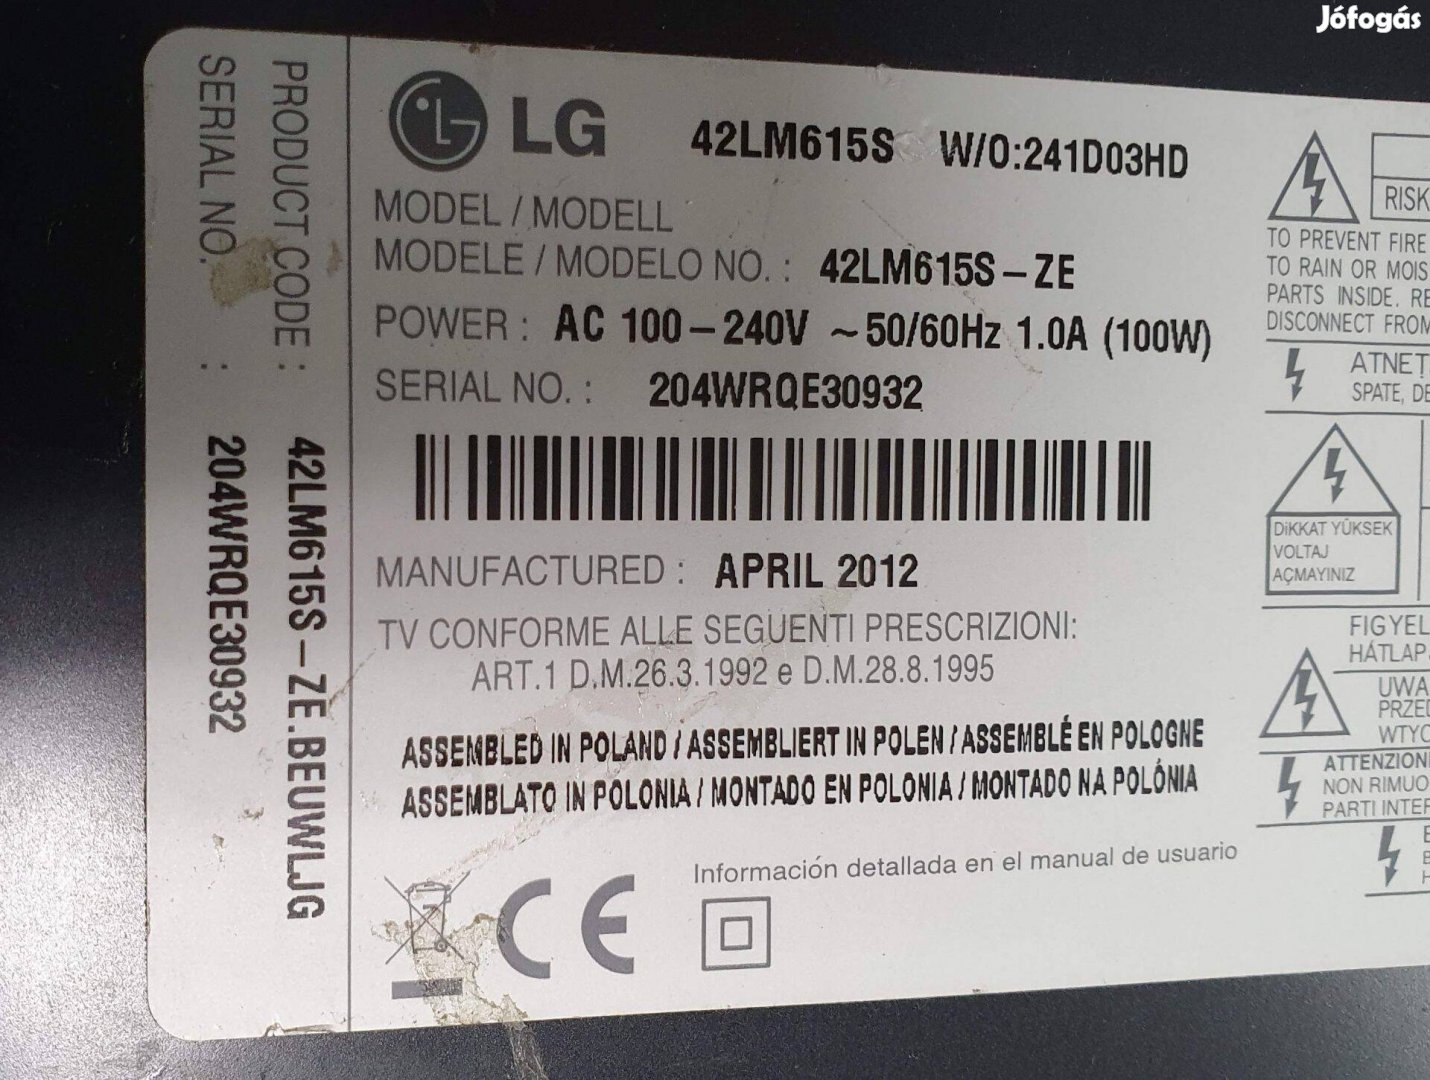 Jófogás
PRODUCT CODE : 42LM615S-ZE.BEUWLJG
SERIAL NO. : 204WRQE30932
LG 42LM615S W/O:241D03HD
MODEL / MODELL
MODELE / MODELO NO. : 42LM615S-ZE
POWER : AC 100-240V ~50/60Hz 1.0A (100W)
SERIAL NO. : 204WRQE30932
MANUFACTURED : APRIL 2012
TV CONFORME ALLE SEGUENTI PRESCRIZIONI:
ART.1 D.M.26.3.1992 e D.M.28.8.1995
ASSEMBLED IN POLAND / ASSEMBLIERT IN POLEN / ASSEMBLÉ EN POLOGNE
ASSEMBLATO IN POLONIA / MONTADO EN POLONIA / MONTADO NA POLÓNIA
Información detallada en el manual de usuario
CE
RISK
TO PREVENT FIRE
TO RAIN OR MOIS
PARTS INSIDE. RE
DISCONNECT FROM
ATNEȚ
SPATE, DE
DiKKAT YÜKSEK
VOLTAJ
AÇMAYINIZ
FIGYEL
HÁTLAP
UWA
PRZED
WTYC
ATTENZION
NON RIMUO
PARTI INTER